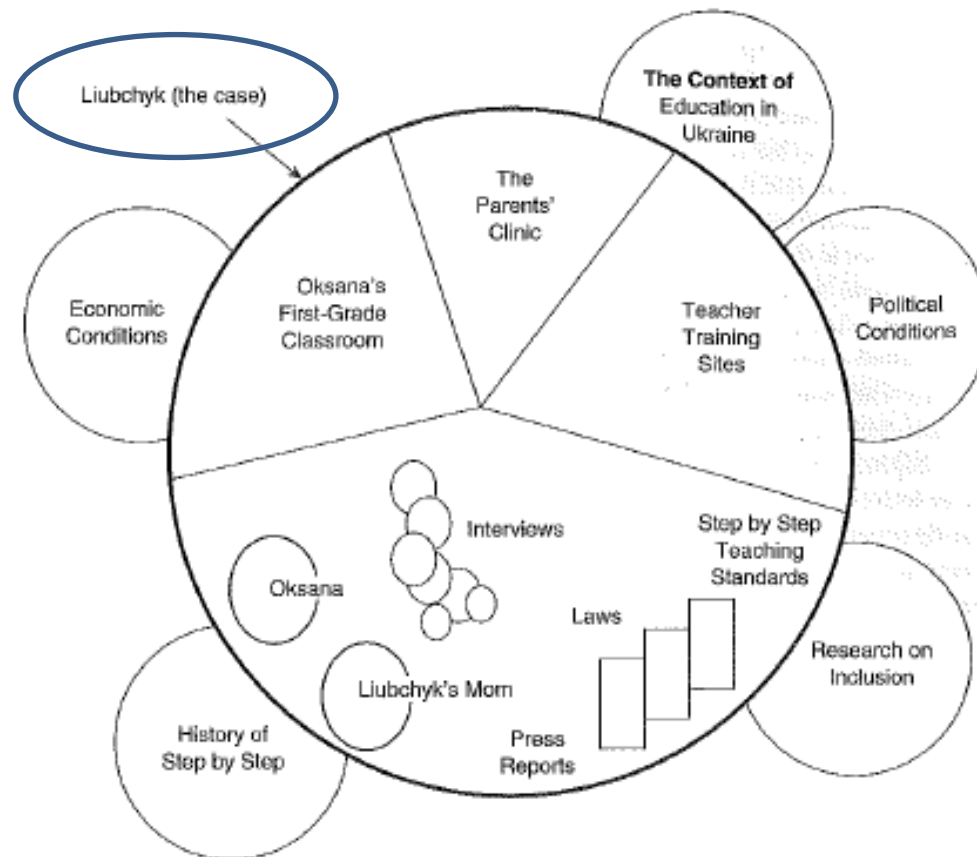 Liubchyk (the case)
The Context of
Education in
Ukraine
The
Parents'
Clinic
Oksana's
First-Grade
Classroom
Economic
Conditions
Teacher
Training
Sites
Political
Conditions
Interviews
Step by Step
Teaching
Standards
Oksana
Laws
Research on
Inclusion
Liubchyk's Mom
History of
Step by Step
Press
Reports